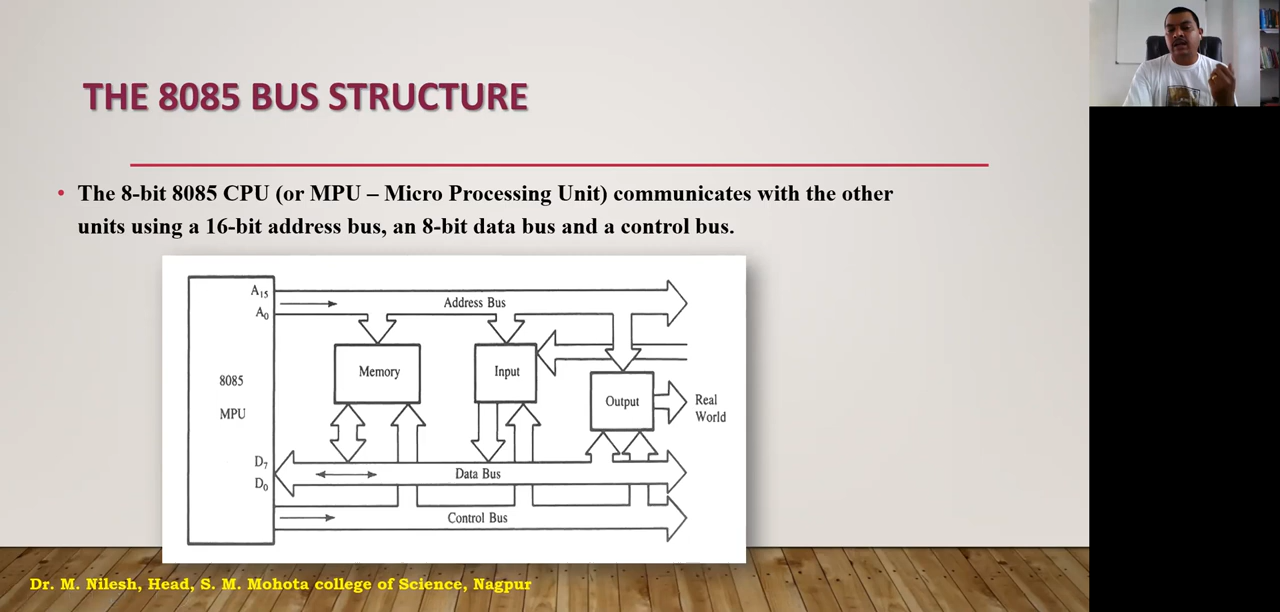 THE 8085 BUS STRUCTURE
• The 8-bit 8085 CPU (or MPU – Micro Processing Unit) communicates with the other
units using a 16-bit address bus, an 8-bit data bus and a control bus.
A15
Address Bus
A0
Memory
Input
8085
MPU
Output
Real
World
D7
Data Bus
D0
Control Bus
Dr. M. Nilesh, Head, S. M. Mohota college of Science, Nagpur